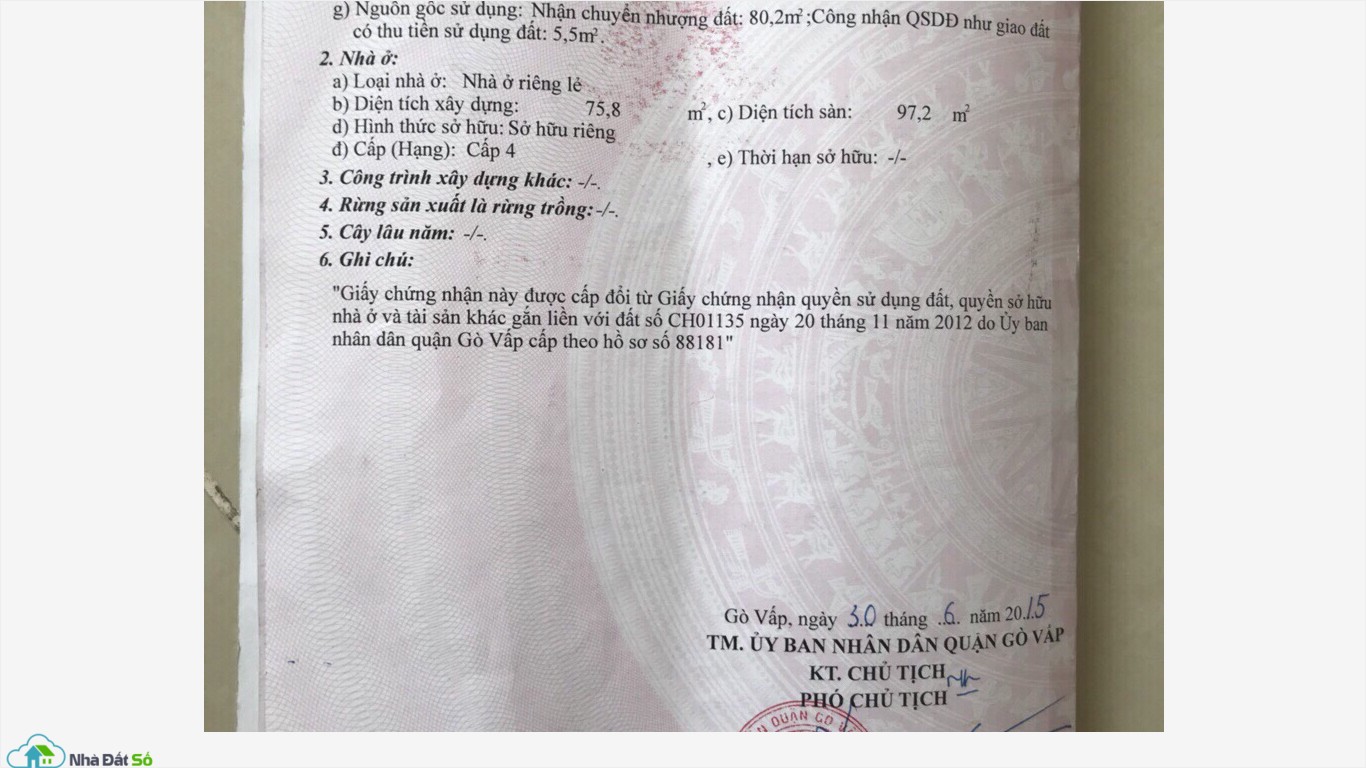 g) Nguồn gốc sử dụng: Nhận chuyển nhượng đất: 80,2m²;Công nhận QSDĐ như giao đất
có thu tiền sử dụng đất: 5,5m².
2. Nhà ở:
a) Loại nhà ở: Nhà ở riêng lẻ
b) Diện tích xây dựng: 75,8 m², c) Diện tích sàn: 97,2 m²
d) Hình thức sở hữu: Sở hữu riêng
đ) Cấp (Hạng): Cấp 4 , e) Thời hạn sở hữu: -/-
3. Công trình xây dựng khác: -/-.
4. Rừng sản xuất là rừng trồng: -/-.
5. Cây lâu năm: -/-.
6. Ghi chú:
"Giấy chứng nhận này được cấp đổi từ Giấy chứng nhận quyền sử dụng đất, quyền sở hữu
nhà ở và tài sản khác gắn liền với đất số CH01135 ngày 20 tháng 11 năm 2012 do Ủy ban
nhân dân quận Gò Vấp cấp theo hồ sơ số 88181"
Gò Vấp, ngày 30 tháng .6. năm 2015
TM. ỦY BAN NHÂN DÂN QUẬN GÒ VẤP
KT. CHỦ TỊCH
PHÓ CHỦ TỊCH
QUẬN GÒ
Nhà Đất Số